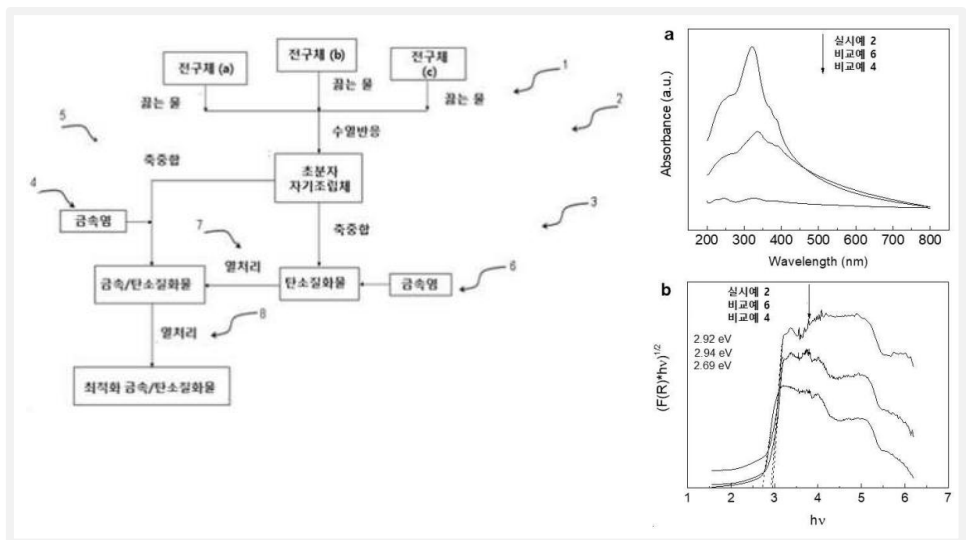 전구체 (a)
전구체 (b)
전구체
(c)
1
끓는 물
끓는 물
끓는 물
2
수열반응
5
축중합
초분자
자기조립체
4
금속염
3
7
축중합
열처리
금속/탄소질화물
탄소질화물
금속염
6
8
열처리
최적화 금속/탄소질화물
a
실시예 2
비교예 6
비교예 4
Absorbance (a.u.)
200 300 400 500 600 700 800
Wavelength (nm)
b
실시예 2
비교예 6
비교예 4
2.92 eV
2.94 eV
2.69 eV
(F(R)*hν)1/2
1 2 3 4 5 6 7
hν